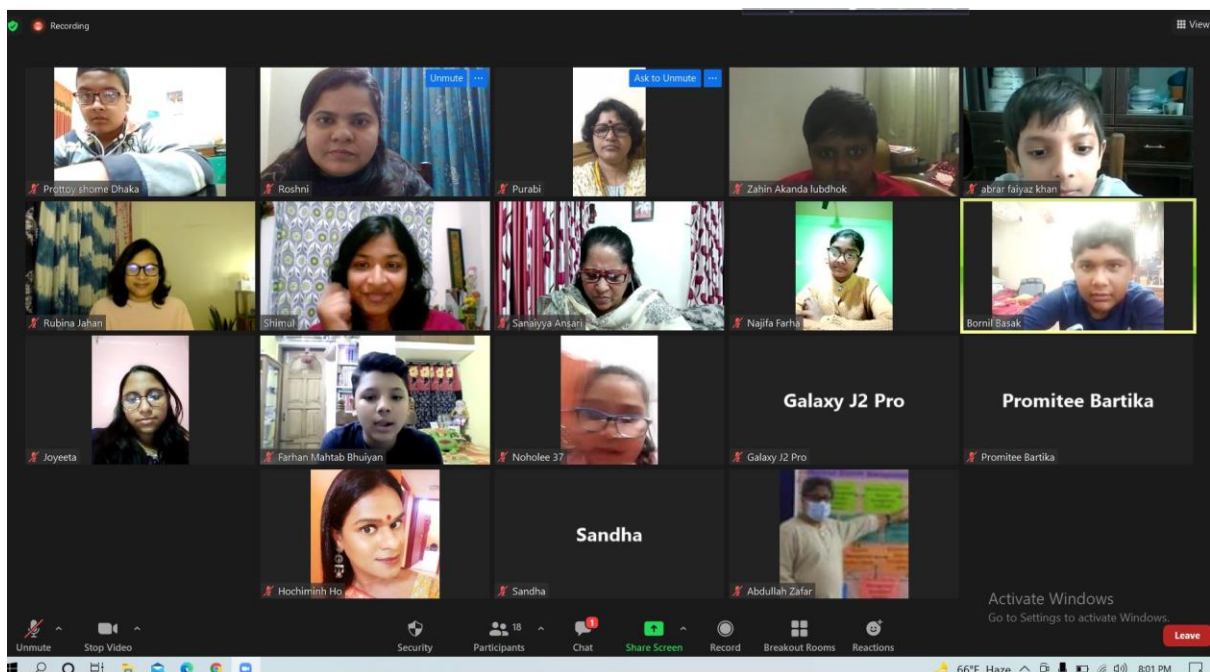 Recording
View
Unmute ...
Ask to Unmute ...
Prottoy shome Dhaka
Roshni
Purabi
Zahin Akanda lubdhok
abrar faiyaz khan
Rubina Jahan
Shimul
Sanaiyya Ansari
Najifa Farha
Bornil Basak
Galaxy J2 Pro
Promitee Bartika
Joyeeta
Farhan Mahtab Bhuiyan
Noholee 37
Galaxy J2 Pro
Promitee Bartika
Sandha
Hochiminh Ho
Sandha
Abdullah Zafar
Activate Windows
Go to Settings to activate Windows.
18
1
Unmute
Stop Video
Security
Participants
Chat
Share Screen
Record
Breakout Rooms
Reactions
Leave
66°F Haze
8:01 PM